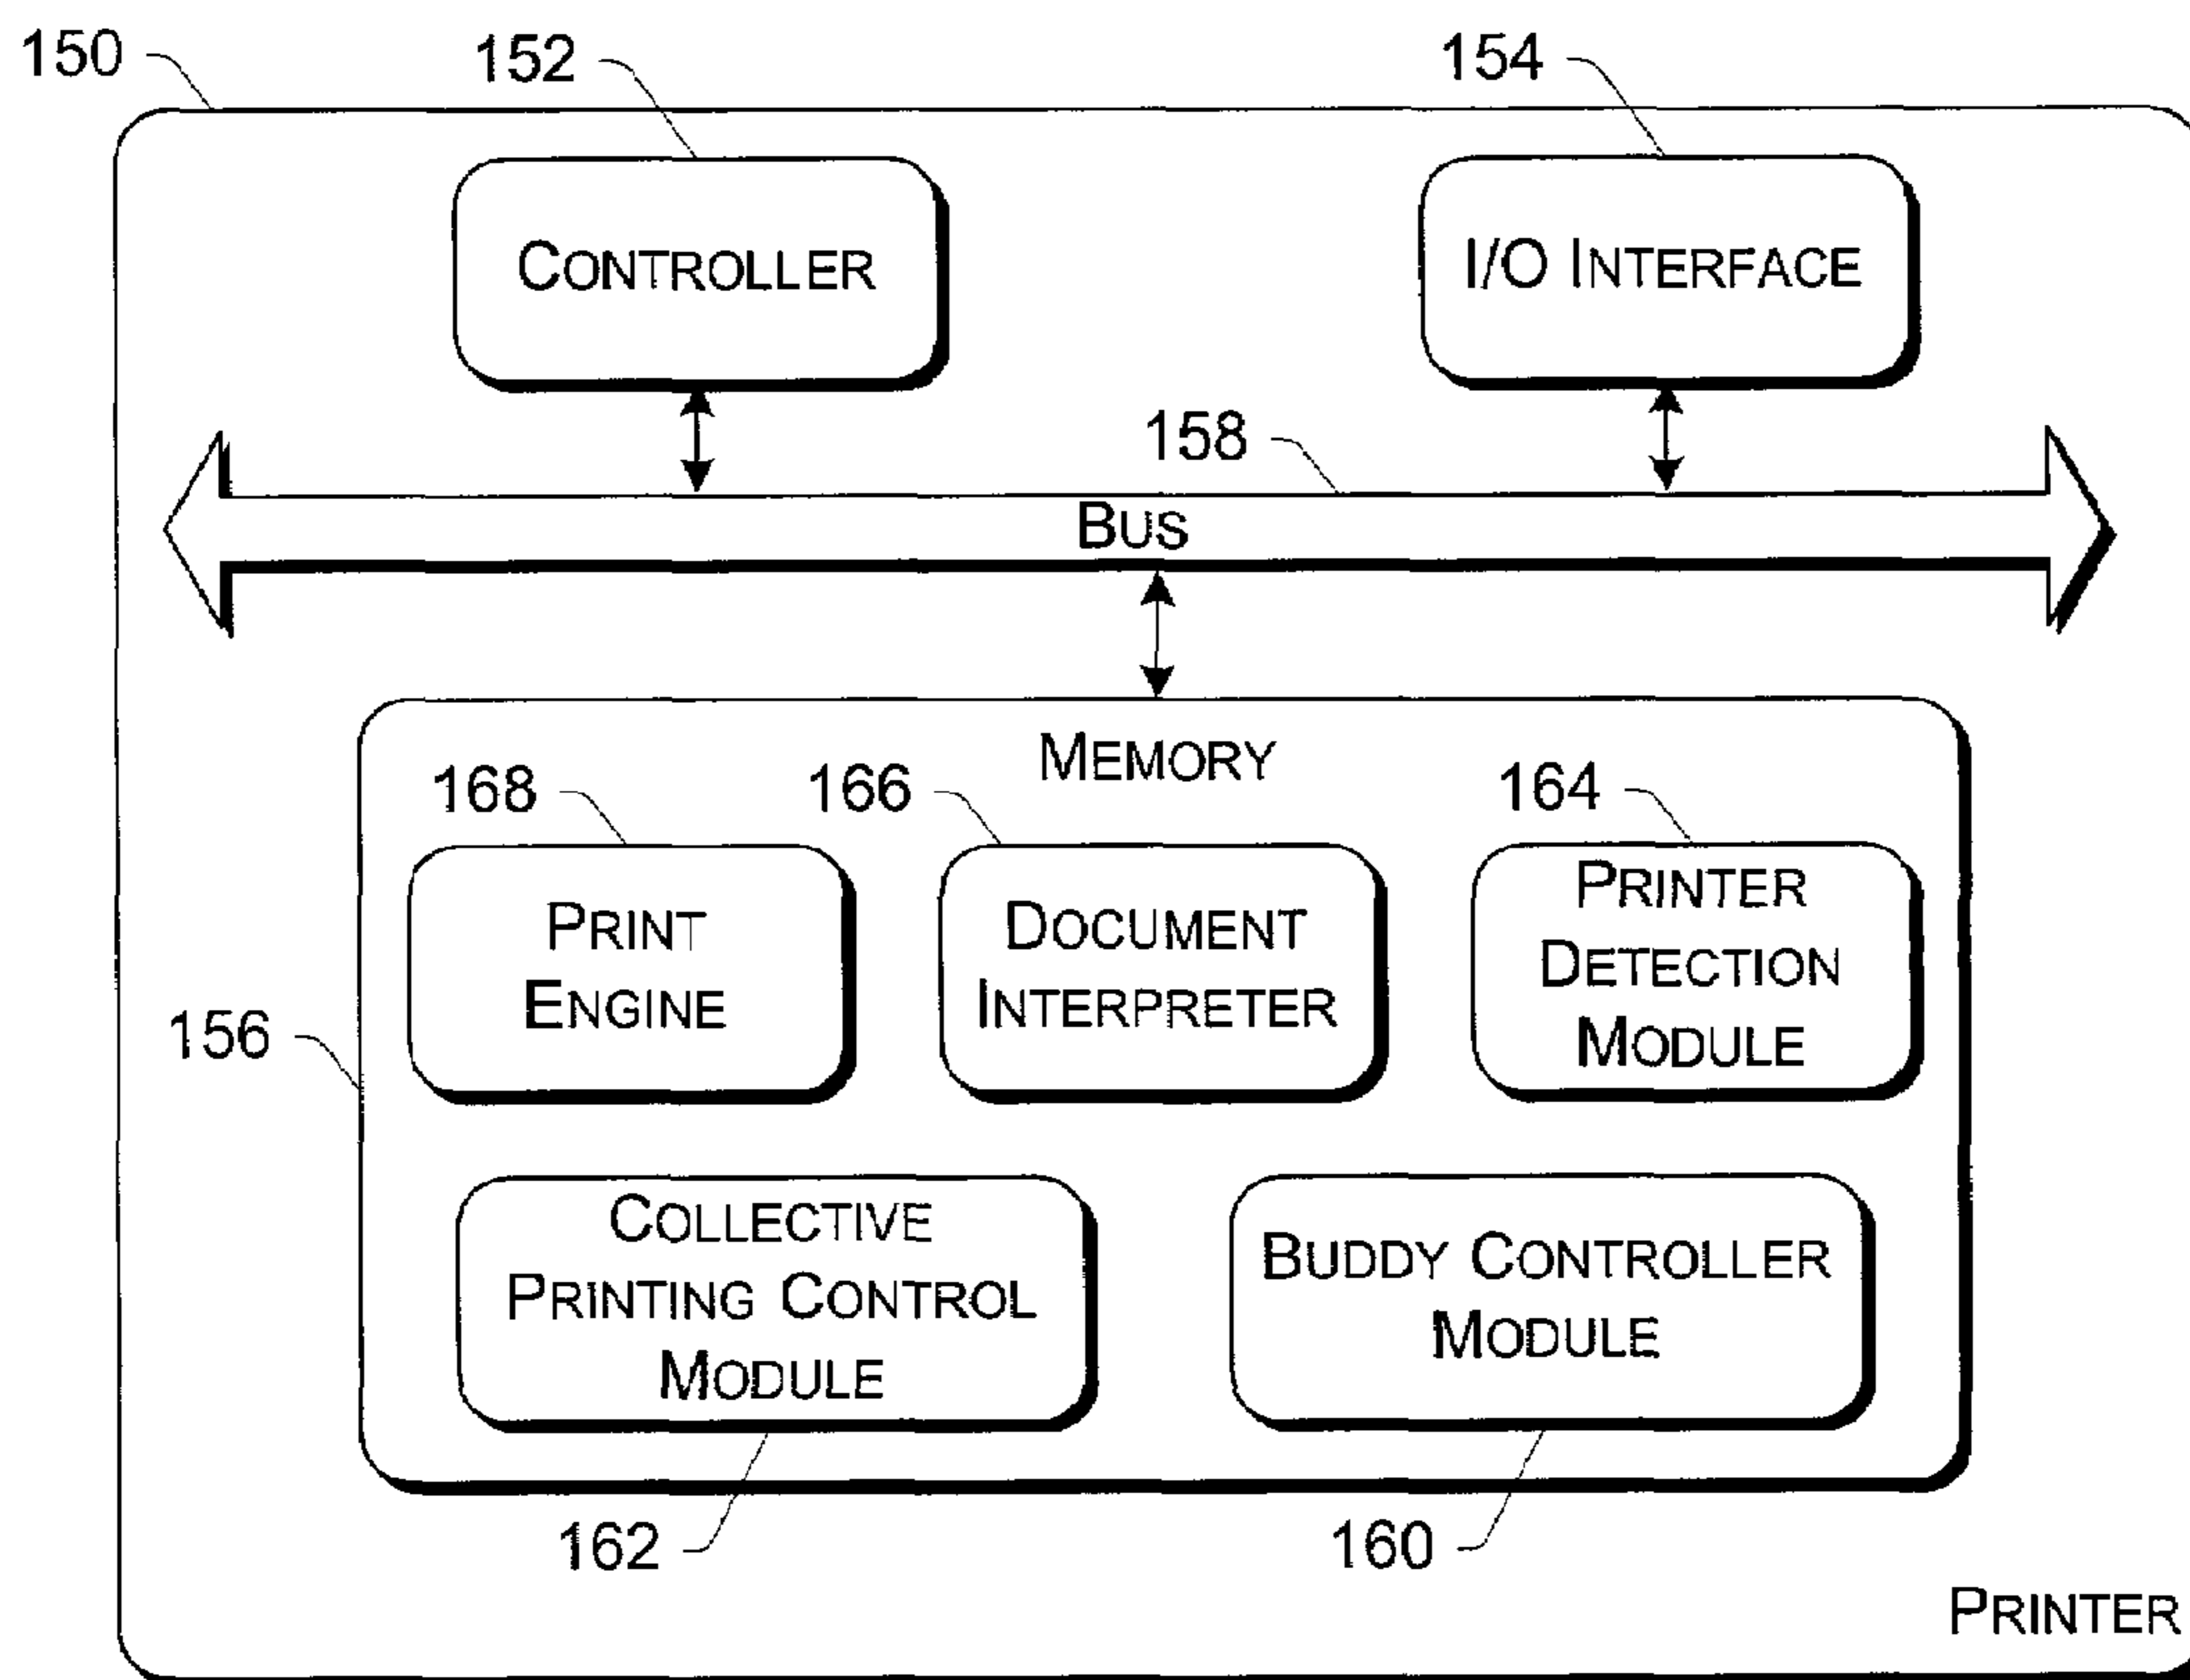 150
152
154
CONTROLLER
I/O INTERFACE
158
BUS
MEMORY
168
166
164
PRINT
ENGINE
DOCUMENT
INTERPRETER
PRINTER
DETECTION
MODULE
156
COLLECTIVE
PRINTING CONTROL
MODULE
BUDDY CONTROLLER
MODULE
162
160
PRINTER